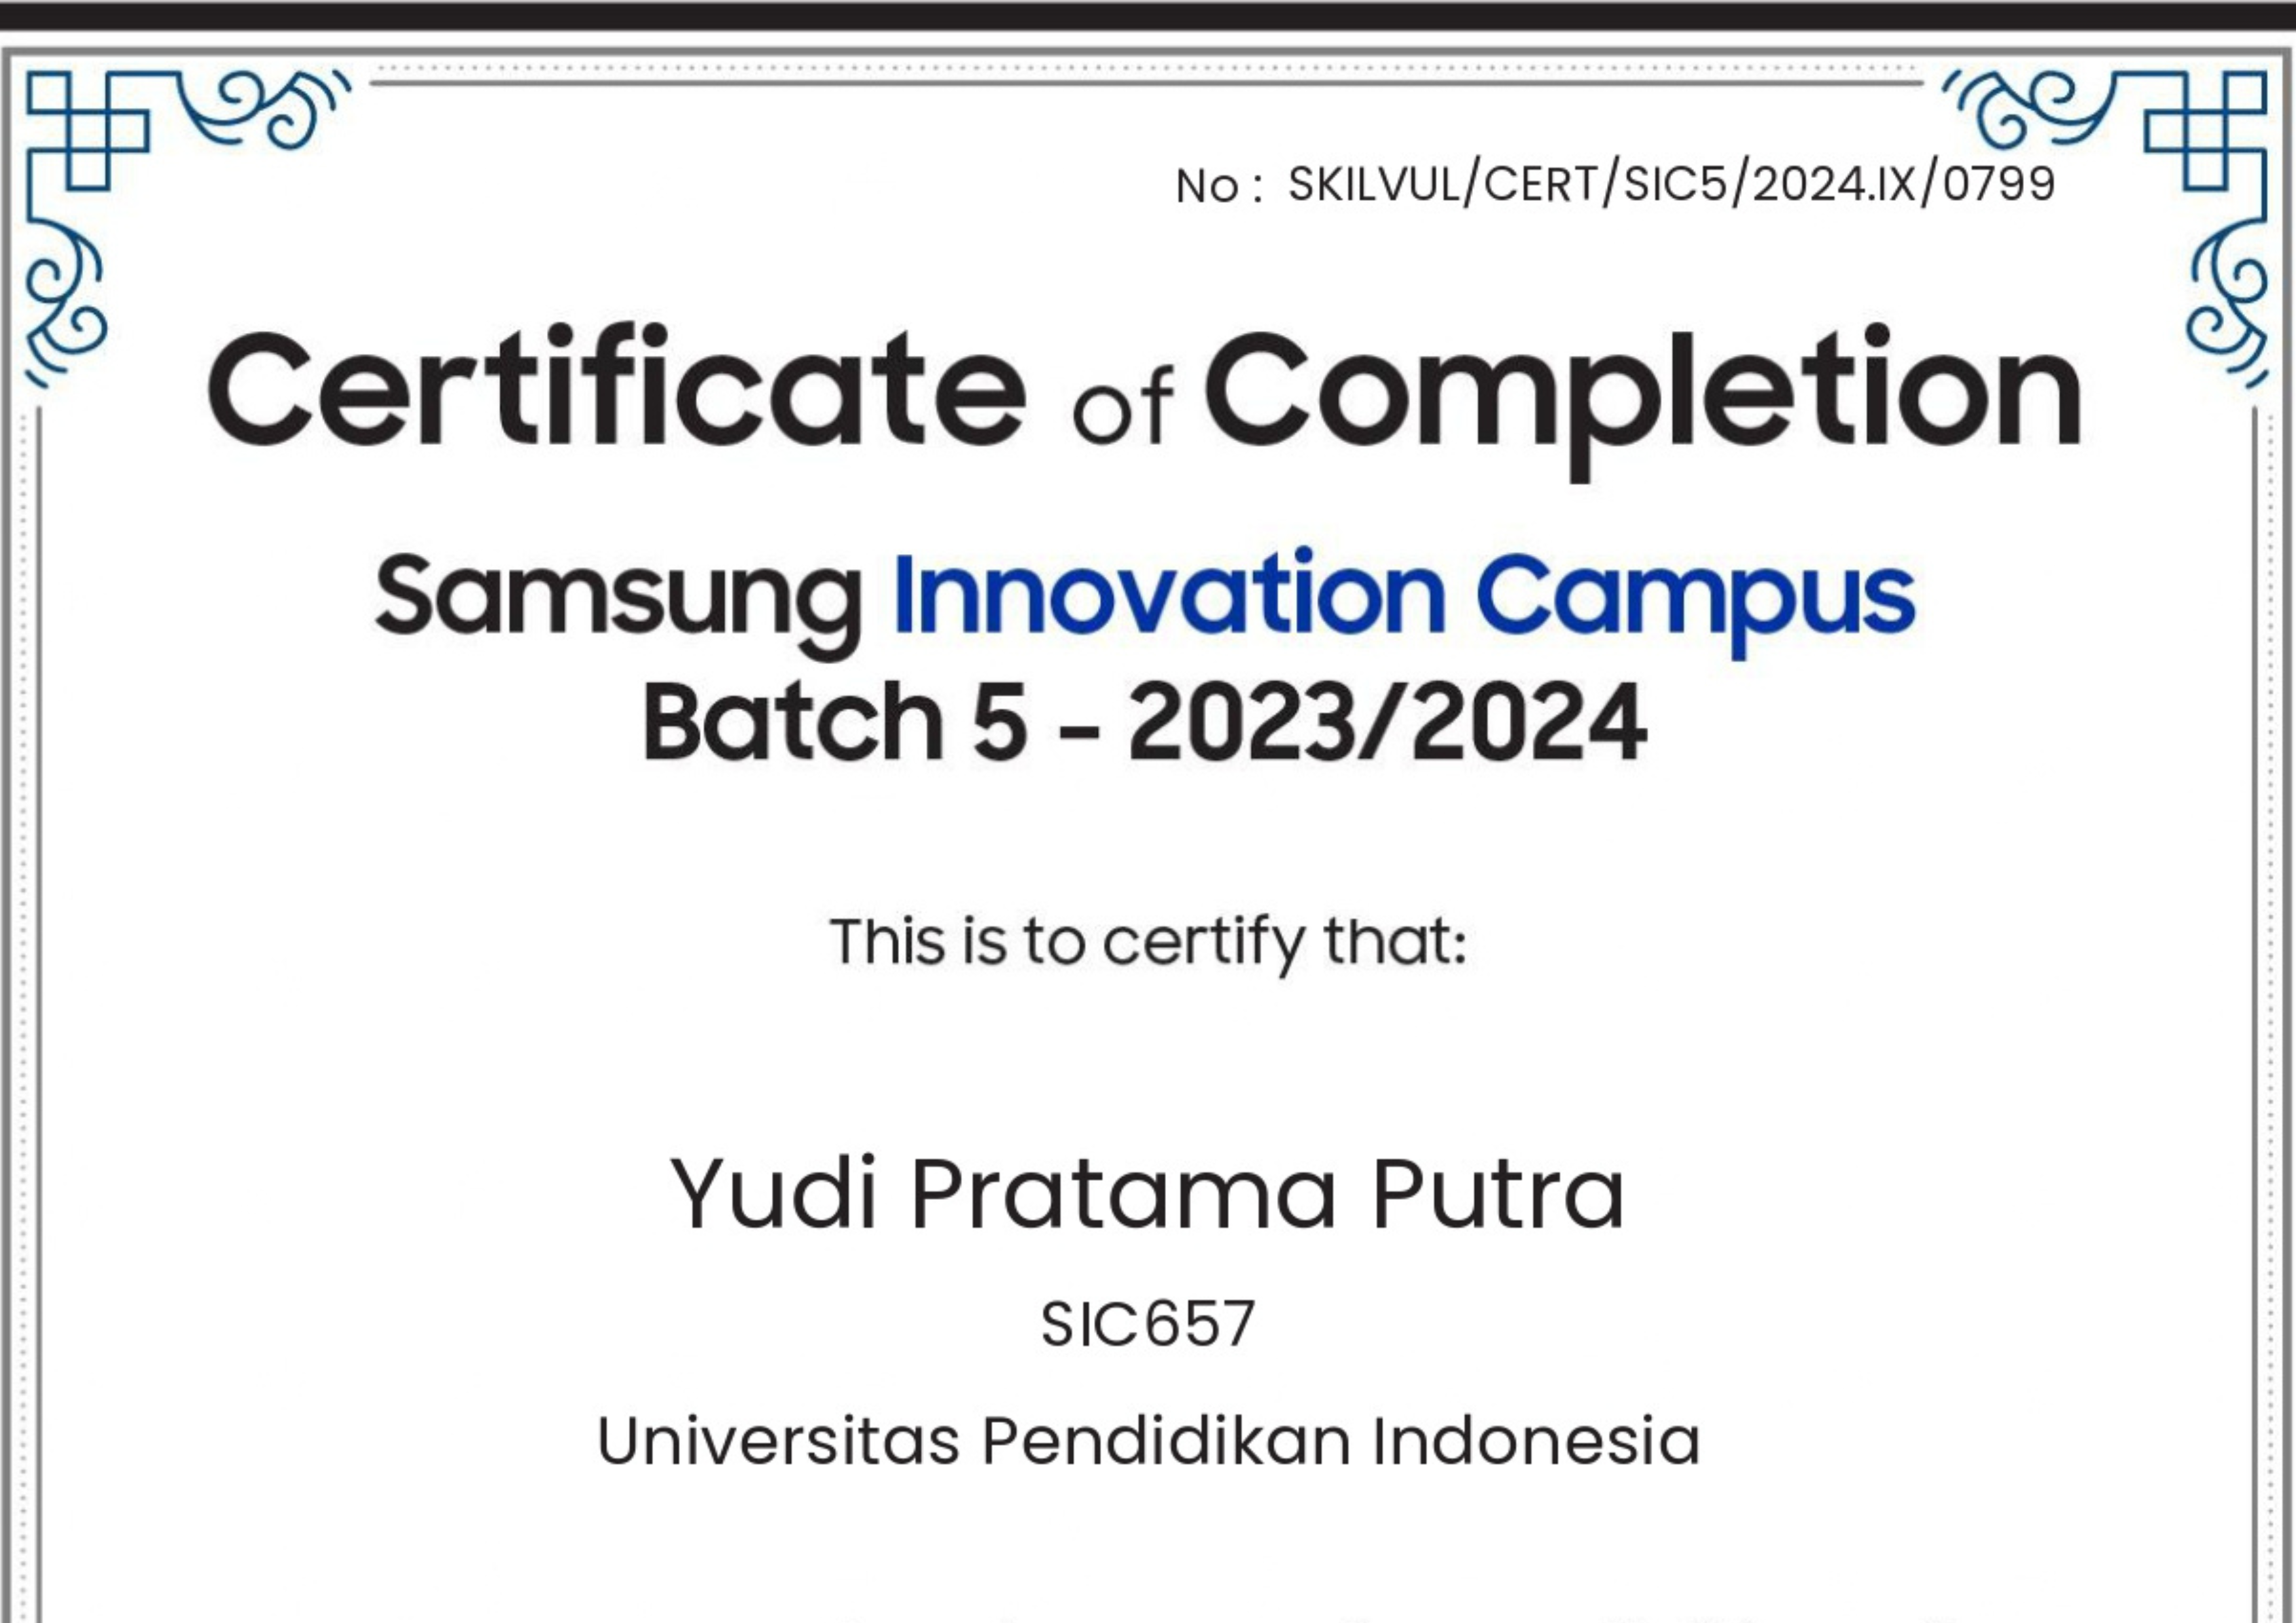 No : SKILVUL/CERT/SIC5/2024.IX/0799
Certificate of Completion
Samsung Innovation Campus
Batch 5 - 2023/2024
This is to certify that:
Yudi Pratama Putra
SIC657
Universitas Pendidikan Indonesia